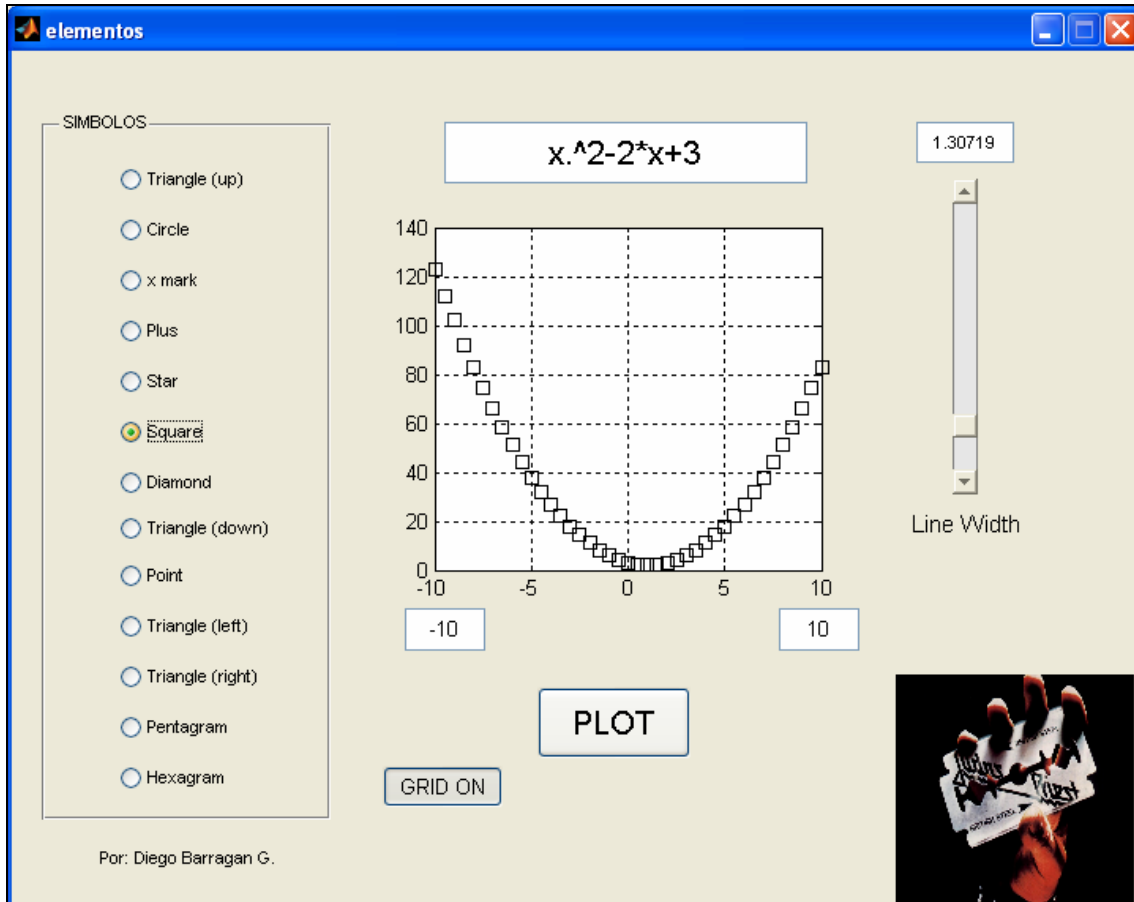 elementos
SIMBOLOS
Triangle (up)
Circle
x mark
Plus
Star
Square
Diamond
Triangle (down)
Point
Triangle (left)
Triangle (right)
Pentagram
Hexagram
Por: Diego Barragan G.
x.^2-2*x+3
140
120
100
80
60
40
20
0
-10
-5
0
5
10
-10
10
PLOT
GRID ON
1.30719
Line Width
Judas
Priest